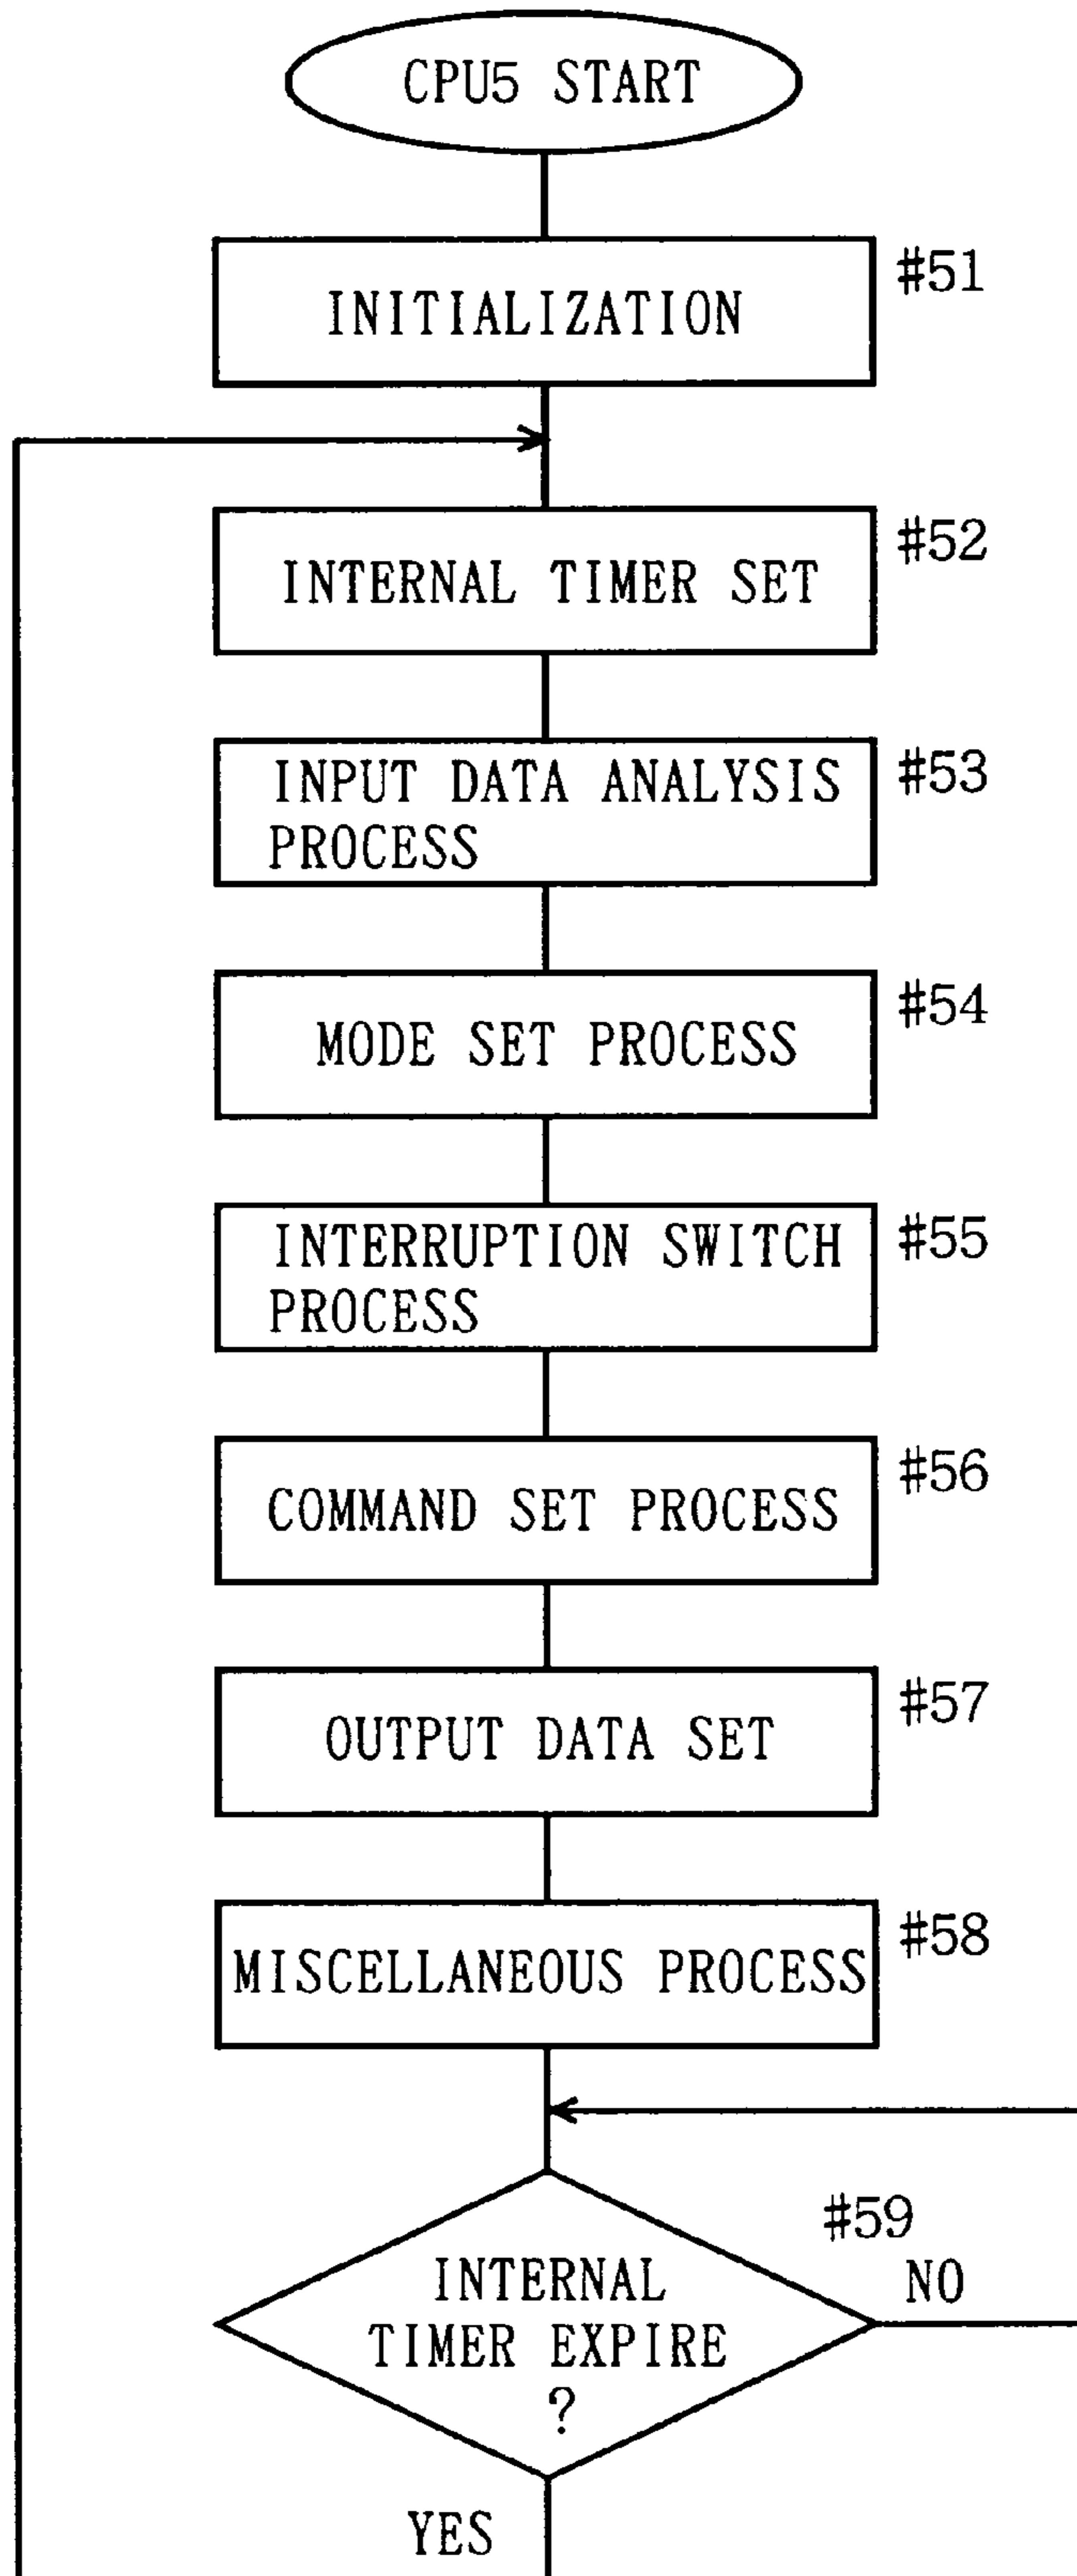 CPU5 START
#51
INITIALIZATION
#52
INTERNAL TIMER SET
#53
INPUT DATA ANALYSIS
PROCESS
#54
MODE SET PROCESS
#55
INTERRUPTION SWITCH
PROCESS
#56
COMMAND SET PROCESS
#57
OUTPUT DATA SET
#58
MISCELLANEOUS PROCESS
#59
NO
INTERNAL
TIMER EXPIRE
?
YES